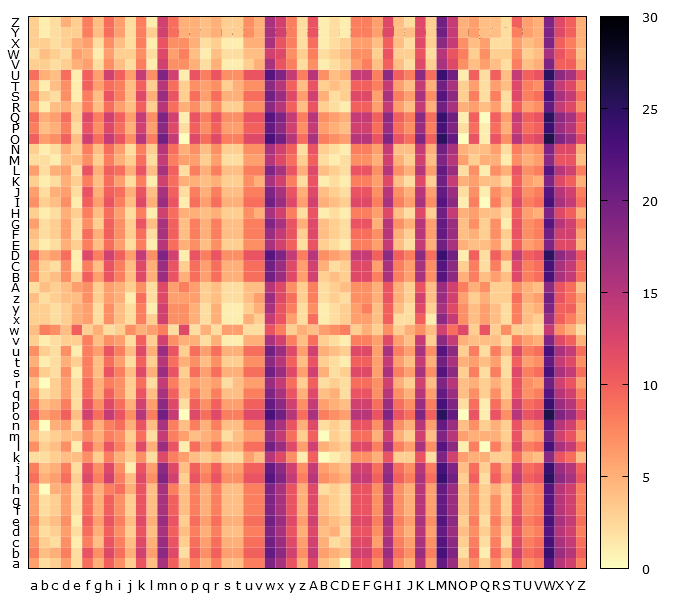 Z
Y
X
W
V
U
T
S
R
Q
P
O
N
M
L
K
J
I
H
G
F
E
D
C
B
A
z
y
x
w
v
u
t
s
r
q
p
o
n
m
l
k
j
i
h
g
f
e
d
c
b
a
a b c d e f g h i j k l m n o p q r s t u v w x y z A B C D E F G H I J K L M N O P Q R S T U V W X Y Z
30
25
20
15
10
5
0